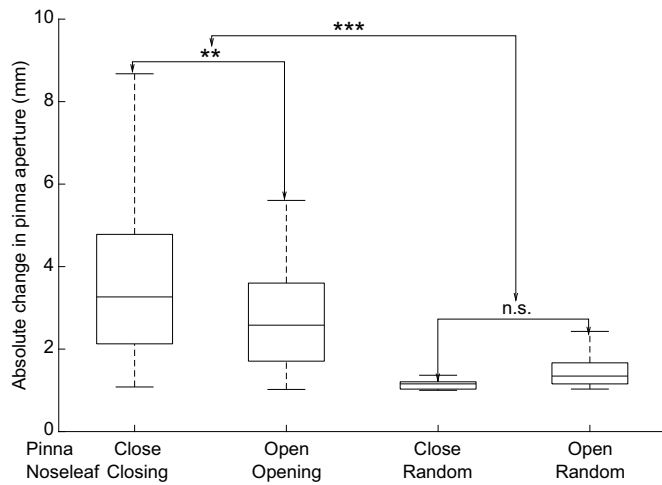 10
***
**
8
6
4
n.s.
2
0
Absolute change in pinna aperture (mm)
Pinna Close Open Close Open
Noseleaf Closing Opening Random Random